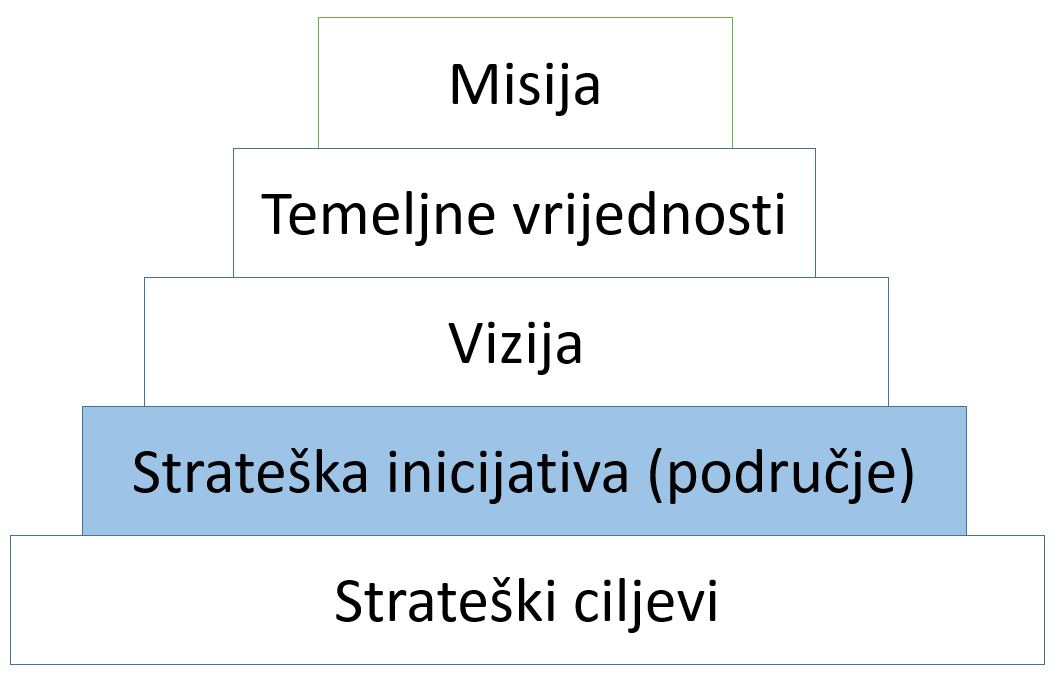 Misija
Temeljne vrijednosti
Vizija
Strateška inicijativa (područje)
Strateški ciljevi